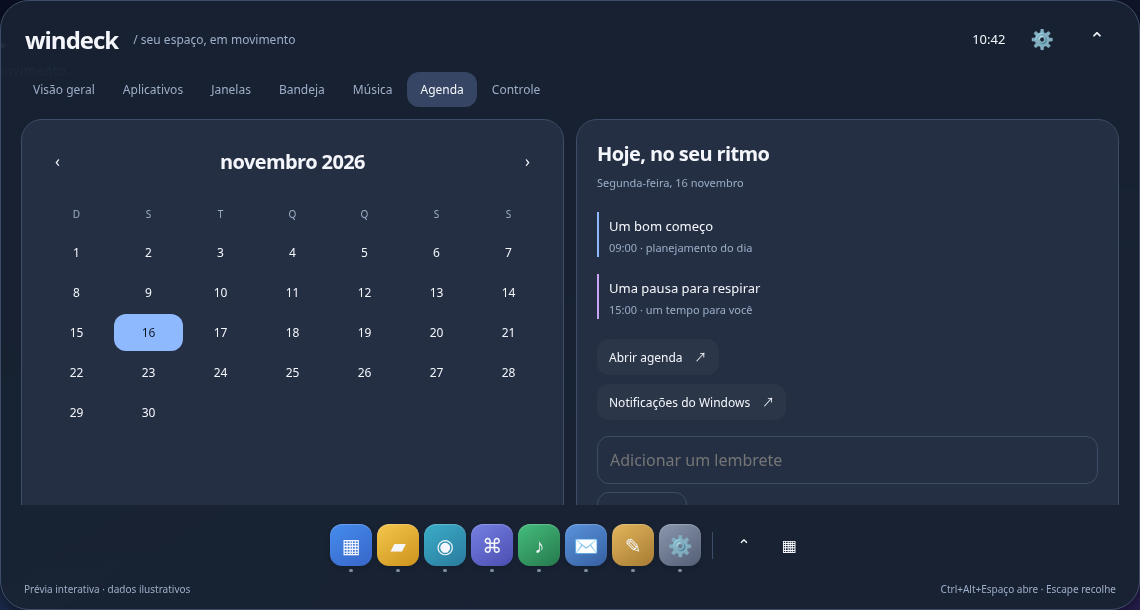 windeck / seu espaço, em movimento 10:42
Visão geral Aplicativos Janelas Bandeja Música Agenda Controle
‹ novembro 2026 ›
D S T Q Q S S
1 2 3 4 5 6 7
8 9 10 11 12 13 14
15 16 17 18 19 20 21
22 23 24 25 26 27 28
29 30
Hoje, no seu ritmo
Segunda-feira, 16 novembro
Um bom começo
09:00 · planejamento do dia
Uma pausa para respirar
15:00 · um tempo para você
Abrir agenda ↗
Notificações do Windows ↗
Adicionar um lembrete
Prévia interativa · dados ilustrativos
Ctrl+Alt+Espaço abre · Escape recolhe